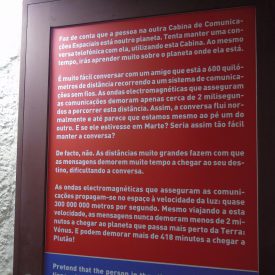 Faz de conta que a pessoa na outra Cabina de Comunica-
ções Espaciais está noutro planeta. Tenta manter uma con-
versa telefónica com ela, utilizando esta Cabina. Ao mesmo
tempo, irás aprender muito sobre o planeta onde ela está.
É muito fácil conversar com um amigo que está a 600 quiló-
metros de distância recorrendo a um sistema de comunica-
ções sem fios. As ondas electromagnéticas que asseguram
as comunicações demoram apenas cerca de 2 milisegun-
dos a percorrer esta distância. Assim, a conversa flui nor-
malmente e até parece que estamos mesmo ao pé um do
outro. E se ele estivesse em Marte? Seria assim tão fácil
manter a conversa?
De facto, não. As distâncias muito grandes fazem com que
as mensagens demorem muito tempo a chegar ao seu des-
tino, dificultando a conversa.
As ondas electromagnéticas que asseguram as comuni-
cações propagam-se no espaço à velocidade da luz: quase
300 000 000 metros por segundo. Mesmo viajando a esta
velocidade, as mensagens nunca demoram menos de 2 mi-
nutos a chegar ao planeta que passa mais perto da Terra:
Vénus. E podem demorar mais de 418 minutos a chegar a
Plutão!
Pretend that the person in the